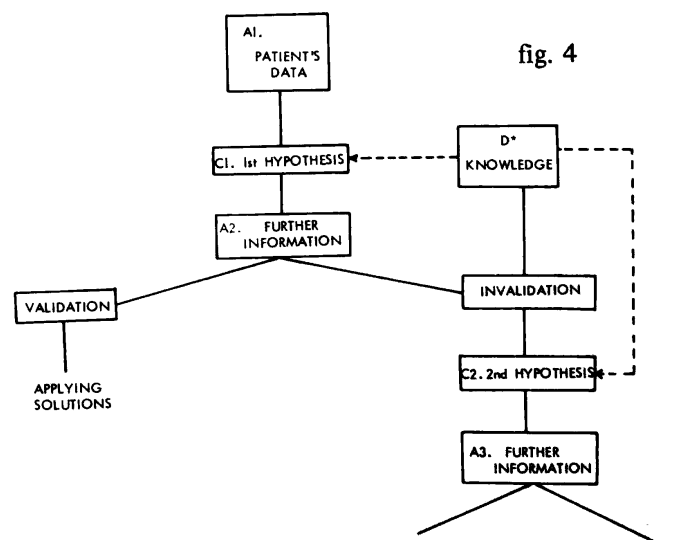 A1.
PATIENT'S
DATA
fig. 4
D*
KNOWLEDGE
C1. 1st HYPOTHESIS
A2. FURTHER
INFORMATION
VALIDATION
INVALIDATION
APPLYING
SOLUTIONS
C2. 2nd HYPOTHESIS
A3. FURTHER
INFORMATION